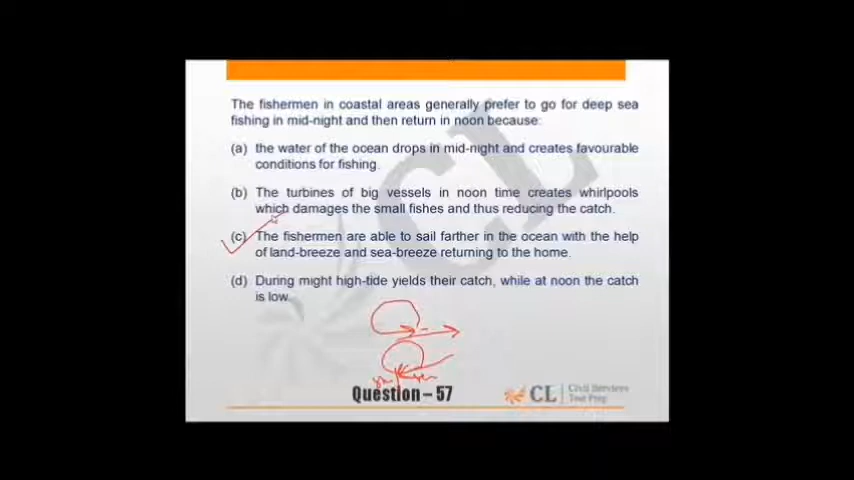 The fishermen in coastal areas generally prefer to go for deep sea
fishing in mid-night and then return in noon because:
(a) the water of the ocean drops in mid-night and creates favourable
conditions for fishing.
(b) The turbines of big vessels in noon time creates whirlpools
which damages the small fishes and thus reducing the catch.
(c) The fishermen are able to sail farther in the ocean with the help
of land-breeze and sea-breeze returning to the home.
(d) During might high-tide yields their catch, while at noon the catch
is low.
Question – 57
CL Civil Services
Test Prep
CL